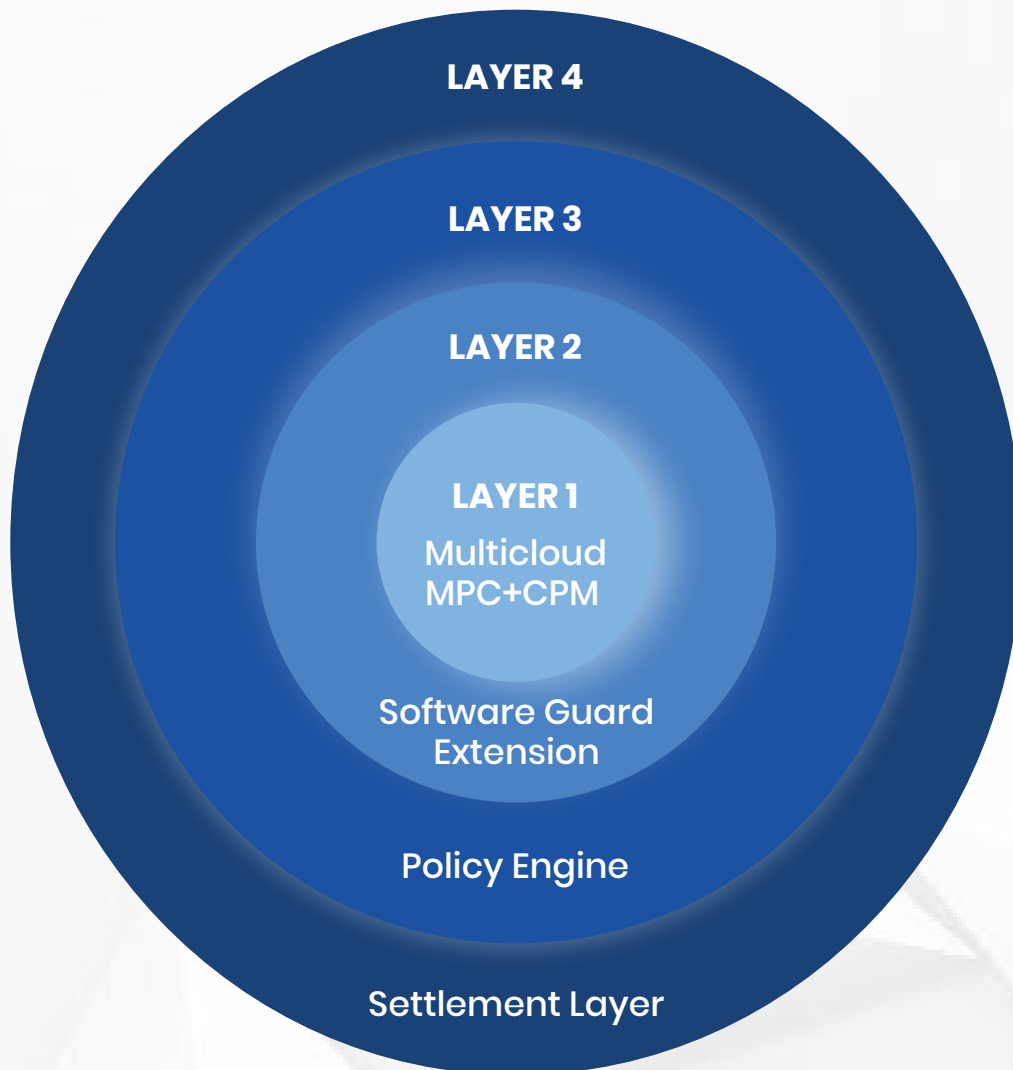 LAYER 4
LAYER 3
LAYER 2
LAYER 1
Multicloud
MPC+CPM
Software Guard
Extension
Policy Engine
Settlement Layer